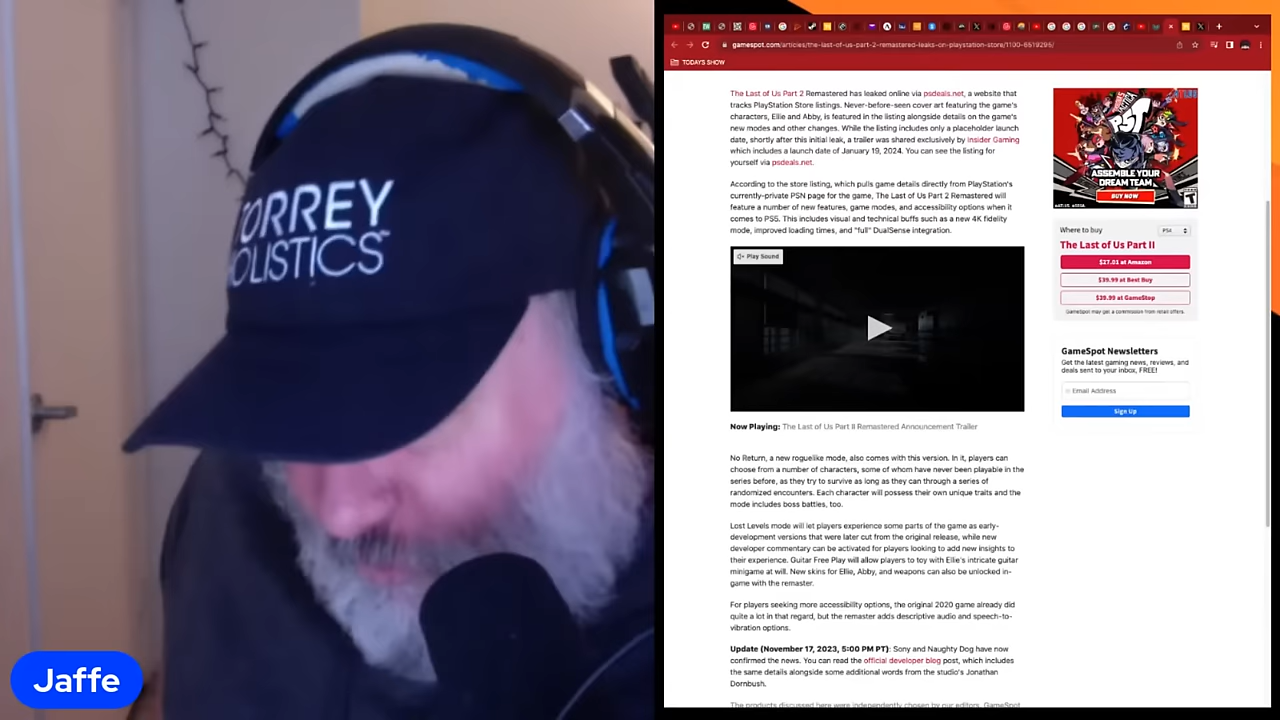 REX
LISTIC
Jaffe
gamespot.com/articles/the-last-of-us-part-2-remastered-leaks-on-playstation-store/1100-6519295/
TODAYS SHOW
The Last of Us Part 2 Remastered has leaked online via psdeals.net, a website that
tracks PlayStation Store listings. Never-before-seen cover art featuring the game's
characters, Ellie and Abby, is featured in the listing alongside details on the game's
new modes and other changes. While the listing includes only a placeholder launch
date, shortly after this initial leak, a trailer was shared exclusively by Insider Gaming
which includes a launch date of January 19, 2024. You can see the listing for
yourself via psdeals.net.
According to the store listing, which pulls game details directly from PlayStation's
currently-private PSN page for the game, The Last of Us Part 2 Remastered will
feature a number of new features, game modes, and accessibility options when it
comes to PS5. This includes visual and technical buffs such as a new 4K fidelity
mode, improved loading times, and "full" DualSense integration.
Play Sound
Now Playing: The Last of Us Part II Remastered Announcement Trailer
No Return, a new roguelike mode, also comes with this version. In it, players can
choose from a number of characters, some of whom have never been playable in the
series before, as they try to survive as long as they can through a series of
randomized encounters. Each character will possess their own unique traits and the
mode includes boss battles, too.
Lost Levels mode will let players experience some parts of the game as early-
development versions that were later cut from the original release, while new
developer commentary can be activated for players looking to add new insights to
their experience. Guitar Free Play will allow players to toy with Ellie's intricate guitar
minigame at will. New skins for Ellie, Abby, and weapons can also be unlocked in-
game with the remaster.
For players seeking more accessibility options, the original 2020 game already did
quite a lot in that regard, but the remaster adds descriptive audio and speech-to-
vibration options.
Update (November 17, 2023, 5:00 PM PT): Sony and Naughty Dog have now
confirmed the news. You can read the official developer blog post, which includes
the same details alongside some additional words from the studio's Jonathan
Dornbush.
The products discussed here were independently chosen by our editors. GameSpot
ASSEMBLE YOUR
DREAM TEAM
BUY NOW
Where to buy
PS4
The Last of Us Part II
$27.01 at Amazon
$39.99 at Best Buy
$39.99 at GameStop
GameSpot may get a commission from retail offers.
GameSpot Newsletters
Get the latest gaming news, reviews, and
deals sent to your inbox, FREE!
Email Address
Sign Up